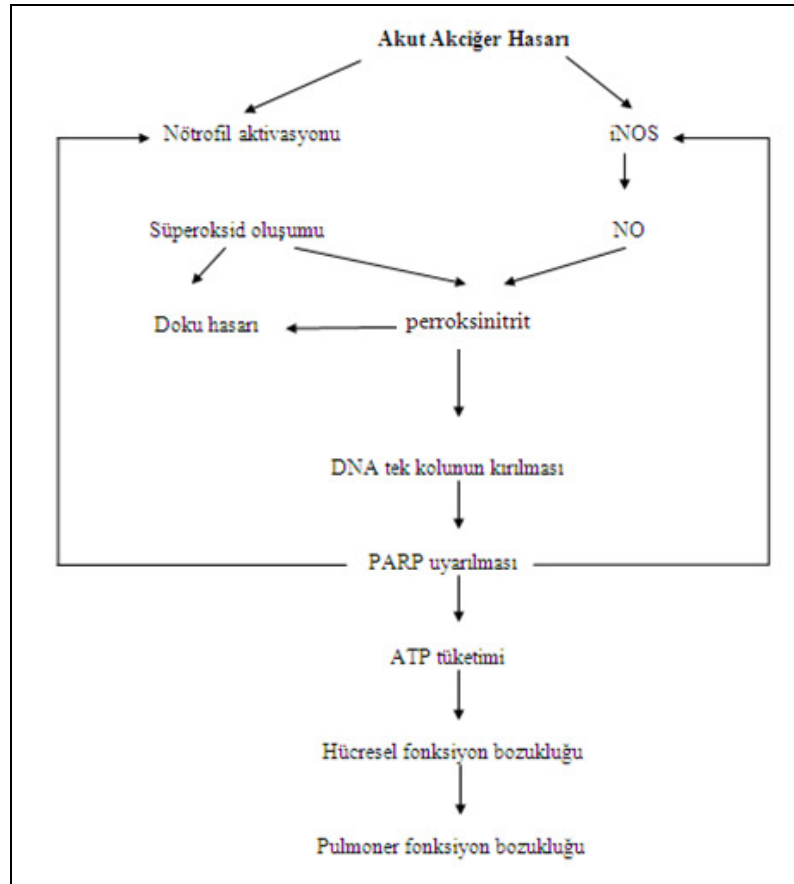 Akut Akciğer Hasarı
Nötrofil aktivasyonu
iNOS
Süperoksid oluşumu
NO
Doku hasarı
perroksinitrit
DNA tek kolunun kırılması
PARP uyarılması
ATP tüketimi
Hücresel fonksiyon bozukluğu
Pulmoner fonksiyon bozukluğu